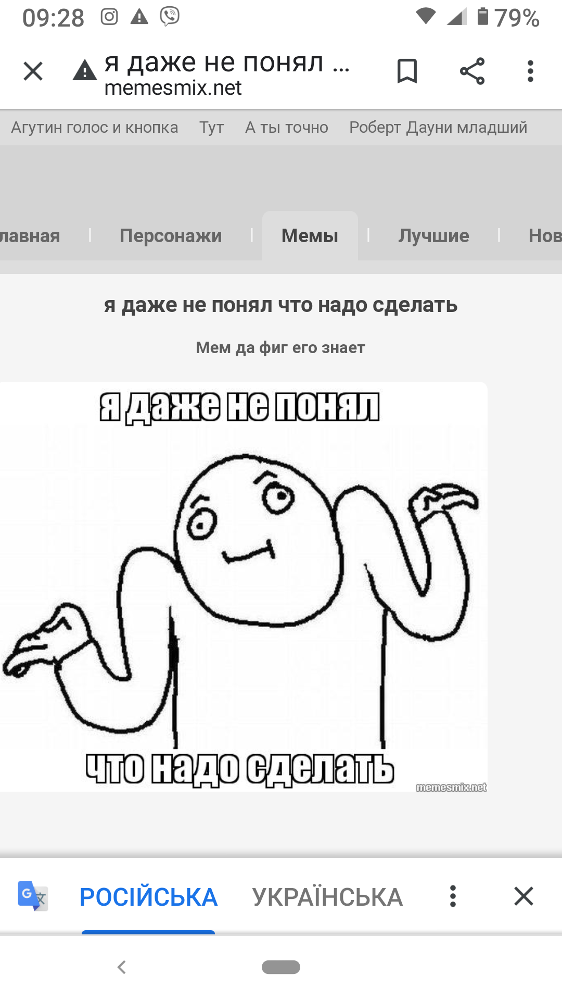 09:28
79%
я даже не понял ...
memesmix.net
Агутин голос и кнопка Тут А ты точно Роберт Дауни младший
лавная Персонажи Мемы Лучшие Нов
я даже не понял что надо сделать
Мем да фиг его знает
я даже не понял
что надо сделать
memesmix.net
G 文 РОСІЙСЬКА УКРАЇНСЬКА